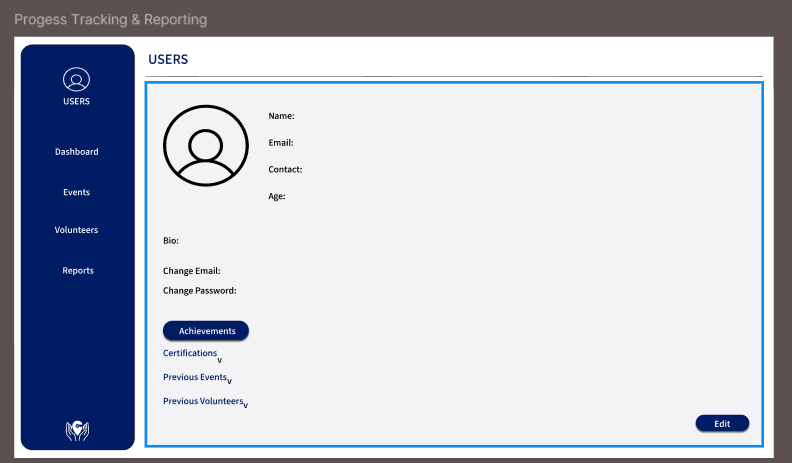 Progess Tracking & Reporting
USERS
USERS
Dashboard
Events
Volunteers
Reports
Name:
Email:
Contact:
Age:
Bio:
Change Email:
Change Password:
Achievements
Certifications v
Previous Events v
Previous Volunteers v
Edit